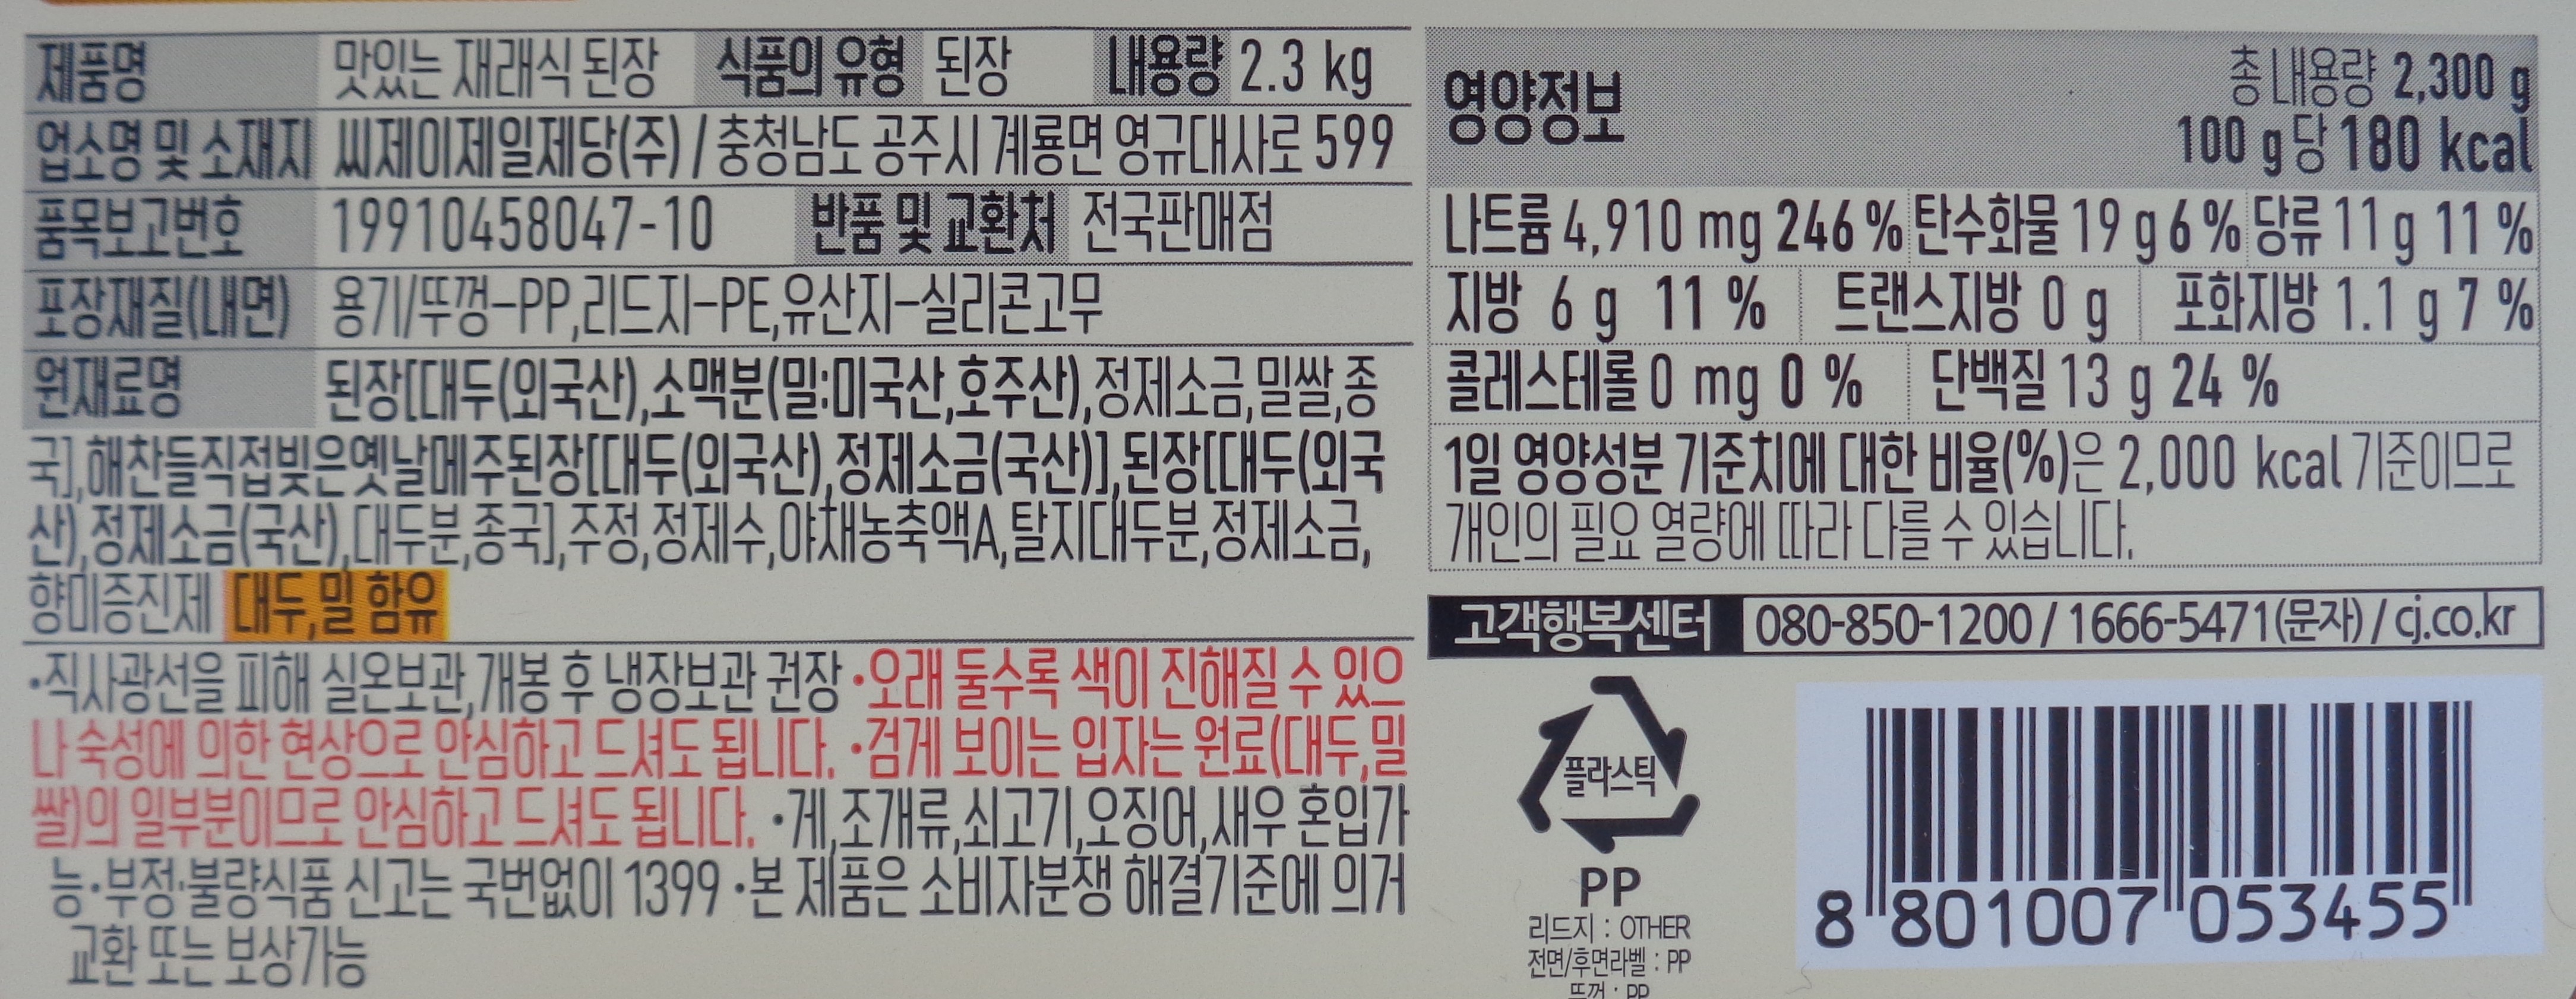 제품명 맛있는 재래식 된장 식품의 유형 된장 내용량 2.3 kg
업소명 및 소재지 씨제이제일제당(주) / 충청남도 공주시 계룡면 영규대사로 599
품목보고번호 19910458047-10 반품 및 교환처 전국판매점
포장재질(내면) 용기/뚜껑-PP,리드지-PE,유산지-실리콘고무
원재료명 된장[대두(외국산),소맥분(밀:미국산,호주산),정제소금,밀쌀,종
국],해찬들직접빚은옛날메주된장[대두(외국산),정제소금(국산)],된장[대두(외국
산),정제소금(국산),대두분,종국],주정,정제수,야채농축액A,탈지대두분,정제소금,
향미증진제 대두,밀 함유
•직사광선을 피해 실온보관,개봉 후 냉장보관 권장 •오래 둘수록 색이 진해질 수 있으
나 숙성에 의한 현상으로 안심하고 드셔도 됩니다. •검게 보이는 입자는 원료(대두,밀
쌀)의 일부분이므로 안심하고 드셔도 됩니다. •게,조개류,쇠고기,오징어,새우 혼입가
능•부정·불량식품 신고는 국번없이 1399 •본 제품은 소비자분쟁 해결기준에 의거
교환 또는 보상가능
영양정보
총 내용량 2,300 g
100 g당 180 kcal
나트륨 4,910 mg 246 % 탄수화물 19 g 6 % 당류 11 g 11 %
지방 6 g 11 % 트랜스지방 0 g 포화지방 1.1 g 7 %
콜레스테롤 0 mg 0 % 단백질 13 g 24 %
1일 영양성분 기준치에 대한 비율(%)은 2,000 kcal 기준이므로
개인의 필요 열량에 따라 다를 수 있습니다.
고객행복센터 080-850-1200 / 1666-5471(문자) / cj.co.kr
플라스틱
PP
리드지 : OTHER
전면/후면라벨 : PP
뚜껑 : PP
8 801007 053455